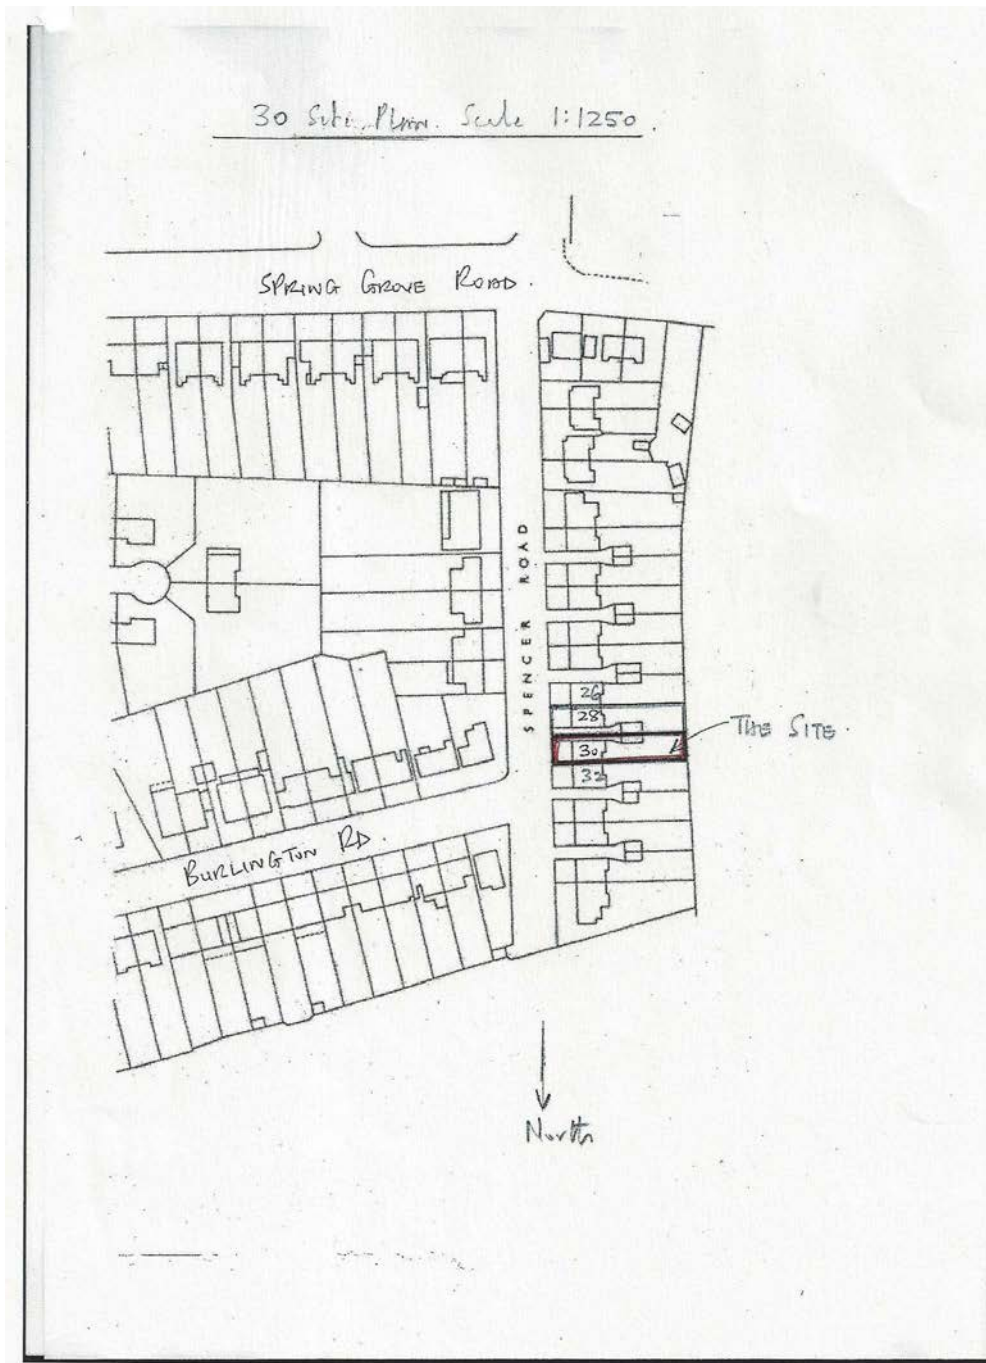 30 Site Plan. Scale 1:1250.
SPRING GROVE ROAD.
SPENCER ROAD
26
28
THE SITE.
30
32
BURLINGTON RD.
North